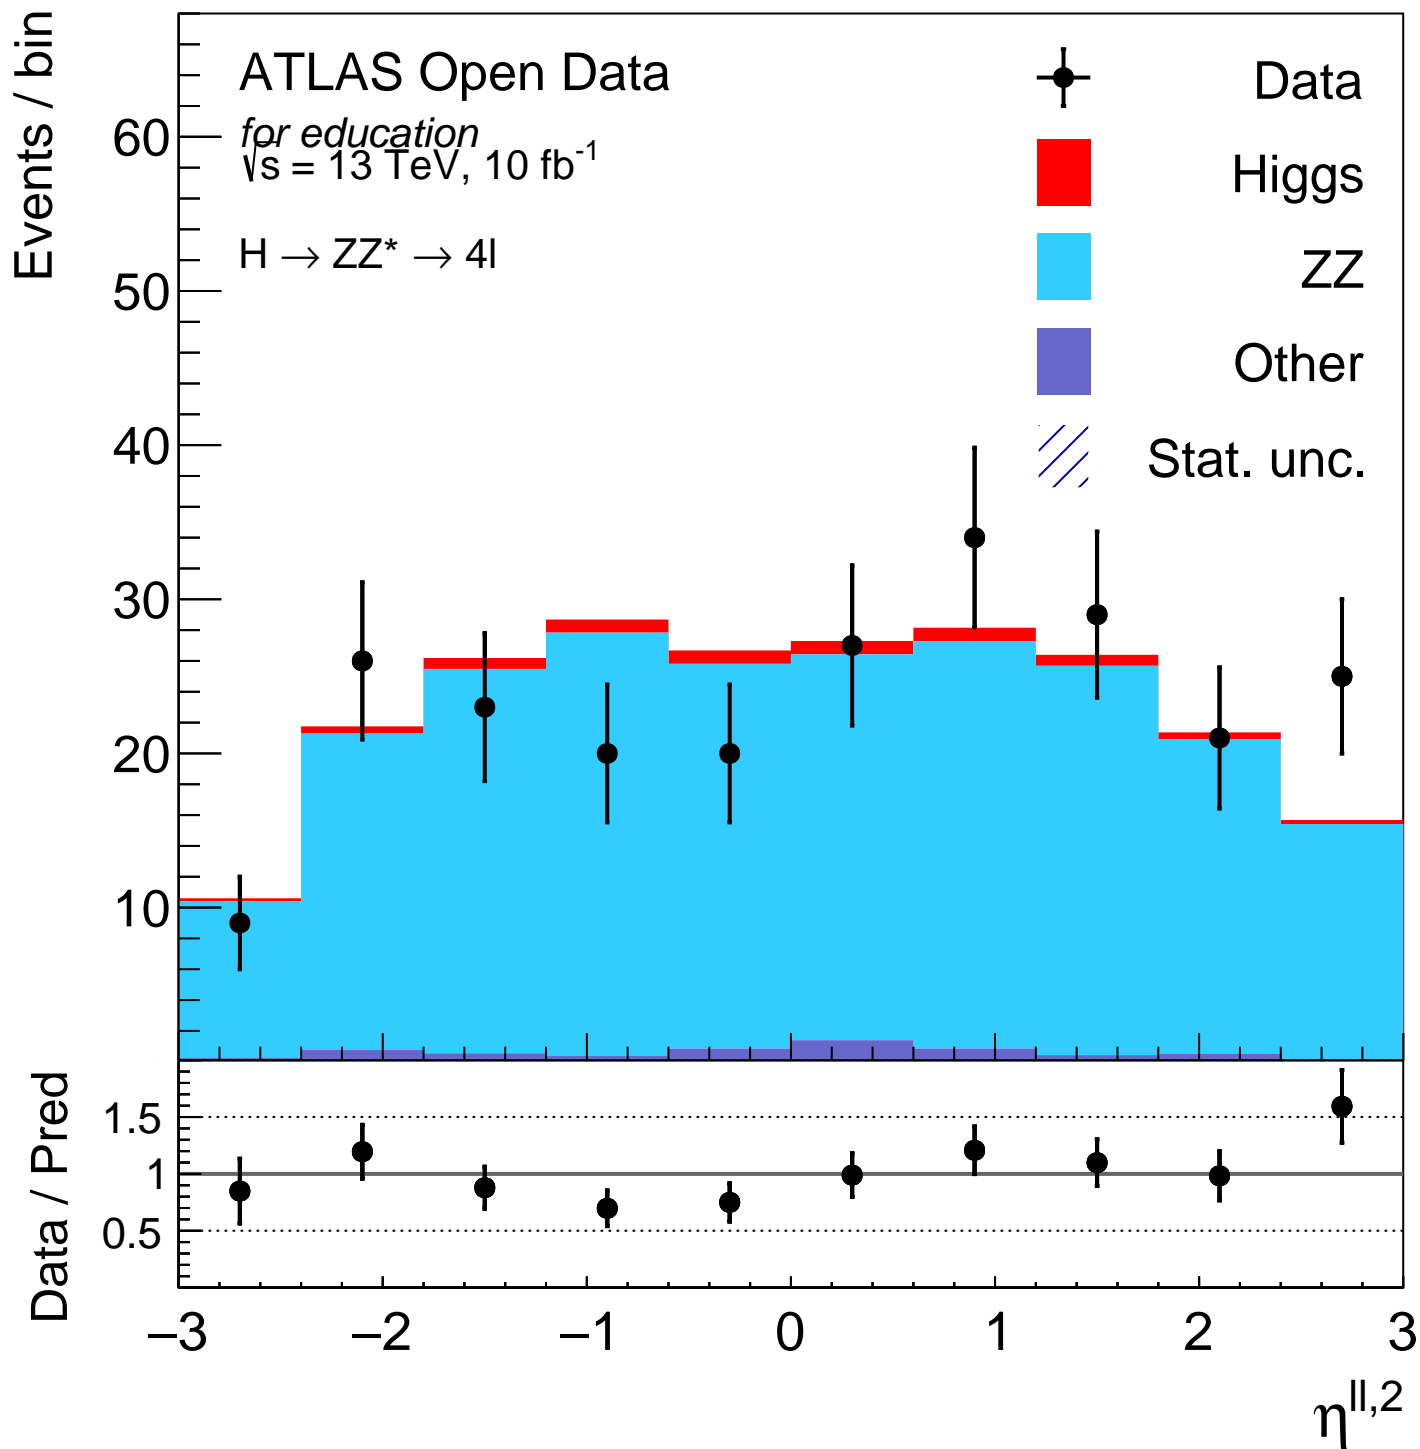 Events / bin
60
50
40
30
20
10
ATLAS Open Data
for education
√s = 13 TeV, 10 fb⁻¹
H → ZZ* → 4l
Data
Higgs
ZZ
Other
Stat. unc.
Data / Pred
1.5
1
0.5
−3 −2 −1 0 1 2 3
η^ll,2